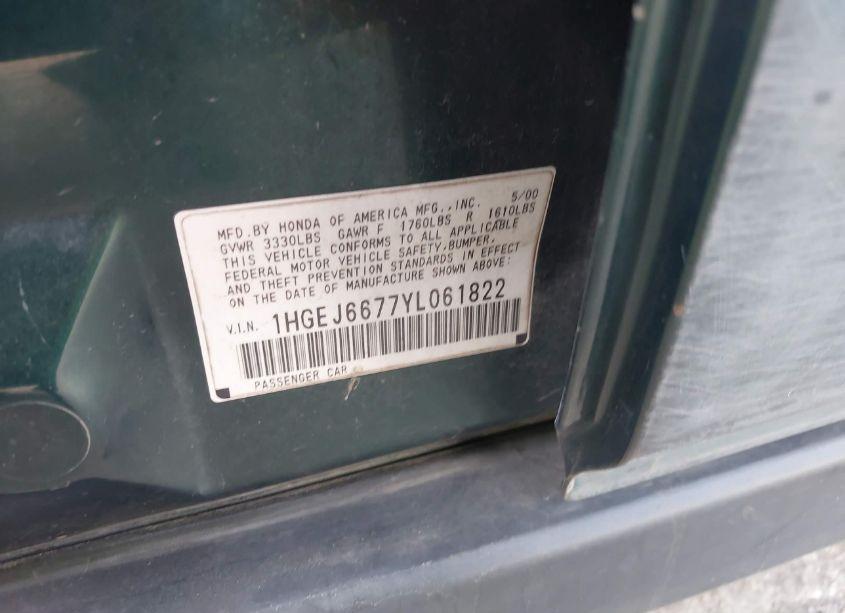 MFD.BY HONDA OF AMERICA MFG.,INC. 5/00
GVWR 3330LBS GAWR F 1760LBS R 1610LBS
THIS VEHICLE CONFORMS TO ALL APPLICABLE
FEDERAL MOTOR VEHICLE SAFETY,BUMPER,
AND THEFT PREVENTION STANDARDS IN EFFECT
ON THE DATE OF MANUFACTURE SHOWN ABOVE:
V.I.N. 1HGEJ6677YL061822
PASSENGER CAR